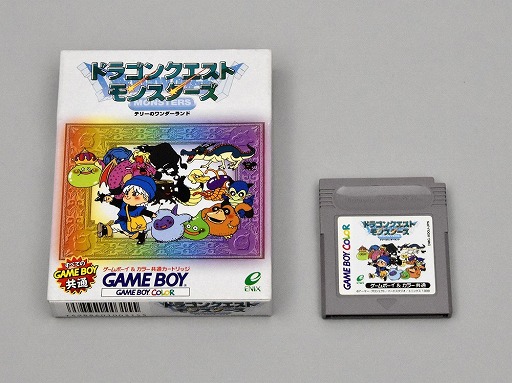 ドラゴンクエスト
モンスターズ
MONSTERS
テリーのワンダーランド
カラー
GAME BOY
共通
ゲームボーイ&カラー共通カートリッジ
GAME BOY
GAME BOY COLOR
ENIX
ドラゴンクエスト
モンスターズ
GAME BOY COLOR
ゲームボーイ&カラー共通